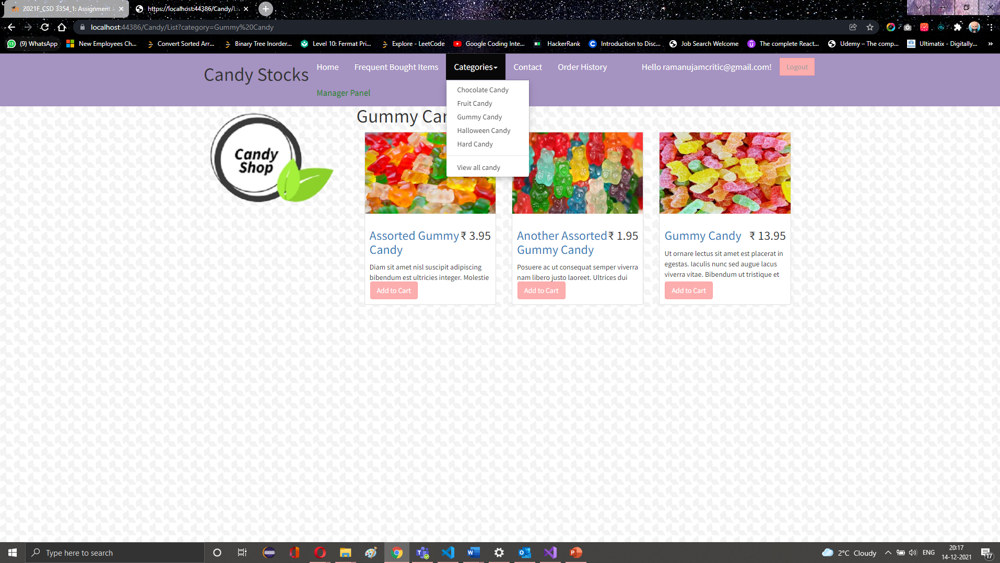 2021F_CSD 3354_1: Assignment
https://localhost:44386/Candy/Li
localhost:44386/Candy/List?category=Gummy%20Candy
(9) WhatsApp
New Employees Ch...
Convert Sorted Arr...
Binary Tree Inorder...
Level 10: Fermat Pri...
Explore - LeetCode
Google Coding Inte...
HackerRank
Introduction to Disc...
Job Search Welcome
The complete React...
Udemy – The comp...
Ultimatix - Digitally...
»
Candy Stocks
Home
Frequent Bought Items
Categories
Contact
Order History
Hello ramanujamcritic@gmail.com!
Logout
Manager Panel
Chocolate Candy
Fruit Candy
Gummy Candy
Halloween Candy
Hard Candy
View all candy
Candy
Shop
Gummy Ca
Assorted Gummy ₹ 3.95
Candy
Diam sit amet nisl suscipit adipiscing
bibendum est ultricies integer. Molestie
Add to Cart
Another Assorted ₹ 1.95
Gummy Candy
Posuere ac ut consequat semper viverra
nam libero justo laoreet. Ultrices dui
Add to Cart
Gummy Candy ₹ 13.95
Ut ornare lectus sit amet est placerat in
egestas. Iaculis nunc sed augue lacus
viverra vitae. Bibendum ut tristique et
Add to Cart
Type here to search
2°C Cloudy
ENG
20:17
14-12-2021
17